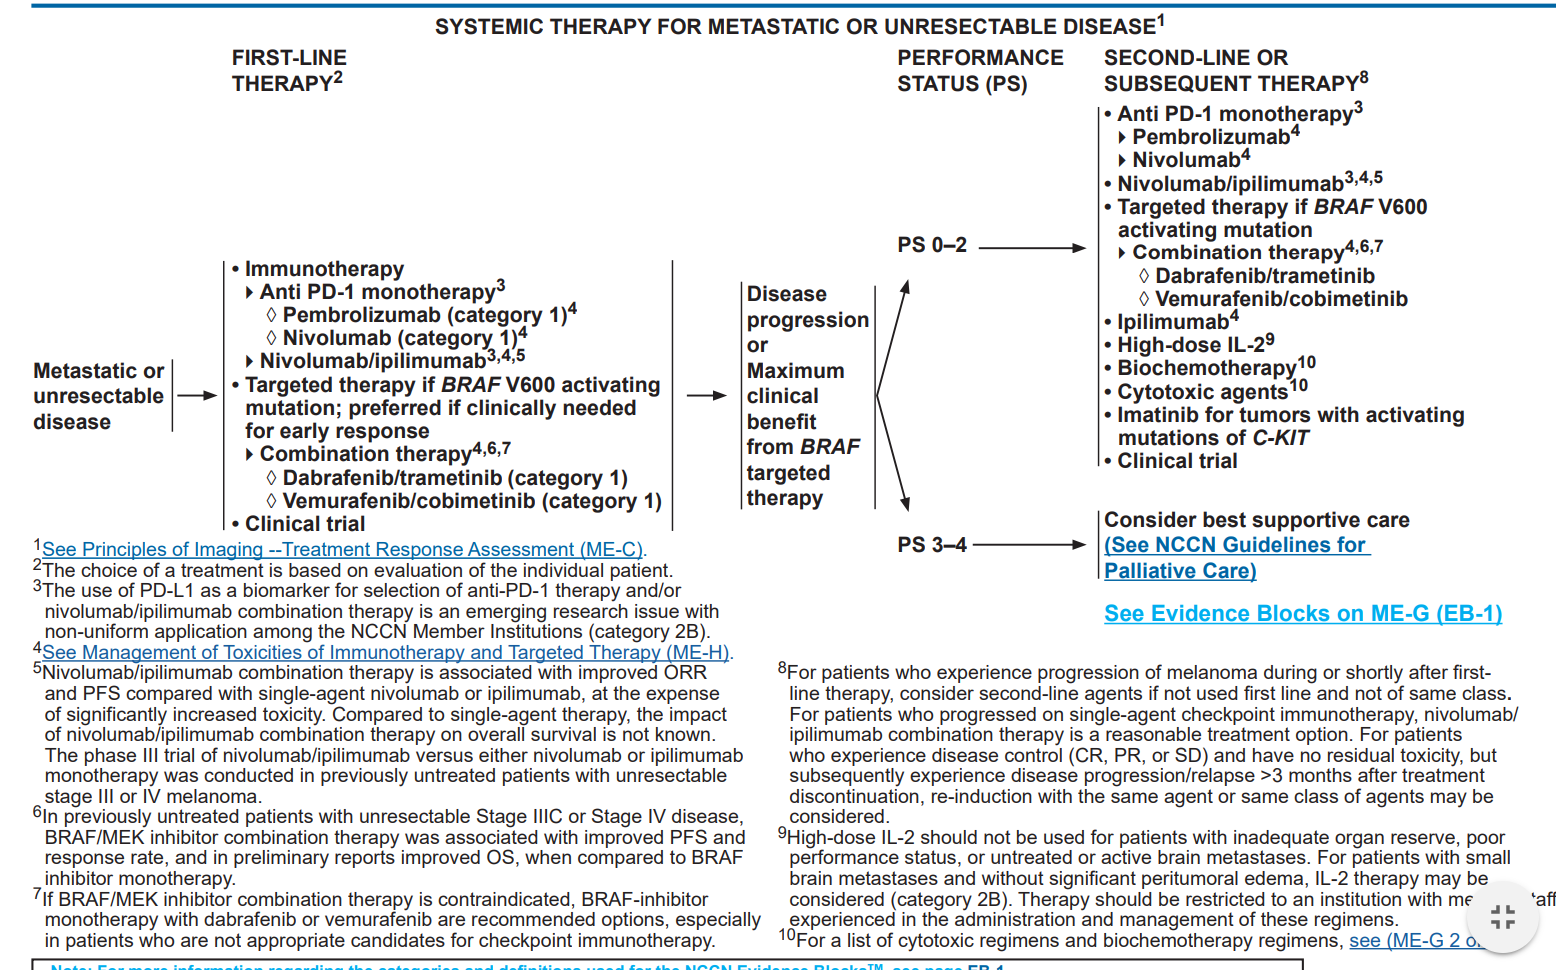 SYSTEMIC THERAPY FOR METASTATIC OR UNRESECTABLE DISEASE1
FIRST-LINE
THERAPY2
PERFORMANCE
STATUS (PS)
SECOND-LINE OR
SUBSEQUENT THERAPY8
Metastatic or
unresectable
disease
• Immunotherapy
▸ Anti PD-1 monotherapy3
◊ Pembrolizumab (category 1)4
◊ Nivolumab (category 1)4
▸ Nivolumab/ipilimumab3,4,5
• Targeted therapy if BRAF V600 activating
mutation; preferred if clinically needed
for early response
▸ Combination therapy4,6,7
◊ Dabrafenib/trametinib (category 1)
◊ Vemurafenib/cobimetinib (category 1)
• Clinical trial
Disease
progression
or
Maximum
clinical
benefit
from BRAF
targeted
therapy
PS 0–2
• Anti PD-1 monotherapy3
▸ Pembrolizumab4
▸ Nivolumab4
• Nivolumab/ipilimumab3,4,5
• Targeted therapy if BRAF V600
activating mutation
▸ Combination therapy4,6,7
◊ Dabrafenib/trametinib
◊ Vemurafenib/cobimetinib
• Ipilimumab4
• High-dose IL-29
• Biochemotherapy10
• Cytotoxic agents10
• Imatinib for tumors with activating
mutations of C-KIT
• Clinical trial
PS 3–4
Consider best supportive care
(See NCCN Guidelines for
Palliative Care)
See Evidence Blocks on ME-G (EB-1)
1See Principles of Imaging --Treatment Response Assessment (ME-C).
2The choice of a treatment is based on evaluation of the individual patient.
3The use of PD-L1 as a biomarker for selection of anti-PD-1 therapy and/or
nivolumab/ipilimumab combination therapy is an emerging research issue with
non-uniform application among the NCCN Member Institutions (category 2B).
4See Management of Toxicities of Immunotherapy and Targeted Therapy (ME-H).
5Nivolumab/ipilimumab combination therapy is associated with improved ORR
and PFS compared with single-agent nivolumab or ipilimumab, at the expense
of significantly increased toxicity. Compared to single-agent therapy, the impact
of nivolumab/ipilimumab combination therapy on overall survival is not known.
The phase III trial of nivolumab/ipilimumab versus either nivolumab or ipilimumab
monotherapy was conducted in previously untreated patients with unresectable
stage III or IV melanoma.
6In previously untreated patients with unresectable Stage IIIC or Stage IV disease,
BRAF/MEK inhibitor combination therapy was associated with improved PFS and
response rate, and in preliminary reports improved OS, when compared to BRAF
inhibitor monotherapy.
7If BRAF/MEK inhibitor combination therapy is contraindicated, BRAF-inhibitor
monotherapy with dabrafenib or vemurafenib are recommended options, especially
in patients who are not appropriate candidates for checkpoint immunotherapy.
8For patients who experience progression of melanoma during or shortly after first-
line therapy, consider second-line agents if not used first line and not of same class.
For patients who progressed on single-agent checkpoint immunotherapy, nivolumab/
ipilimumab combination therapy is a reasonable treatment option. For patients
who experience disease control (CR, PR, or SD) and have no residual toxicity, but
subsequently experience disease progression/relapse >3 months after treatment
discontinuation, re-induction with the same agent or same class of agents may be
considered.
9High-dose IL-2 should not be used for patients with inadequate organ reserve, poor
performance status, or untreated or active brain metastases. For patients with small
brain metastases and without significant peritumoral edema, IL-2 therapy may be
considered (category 2B). Therapy should be restricted to an institution with
experienced in the administration and management of these regimens.
10For a list of cytotoxic regimens and biochemotherapy regimens, see (ME-G 2
Note: For more information regarding the categories and definitions used for the NCCN Evidence Blocks™, see page EB-1.